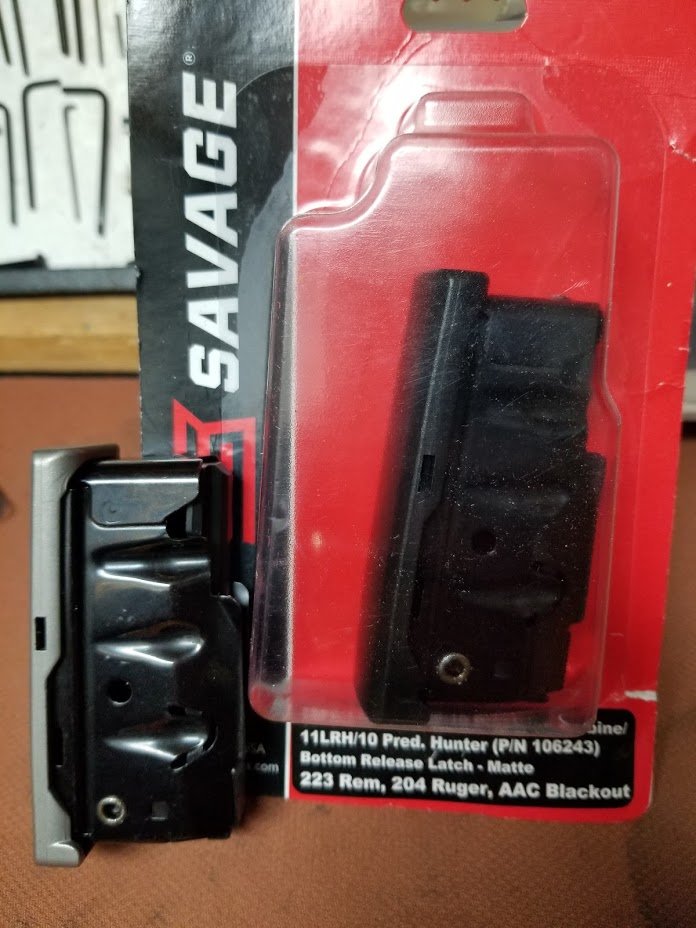 SAVAGE®
11LRH/10 Pred. Hunter (P/N 106243)
Bottom Release Latch - Matte
223 Rem, 204 Ruger, AAC Blackout